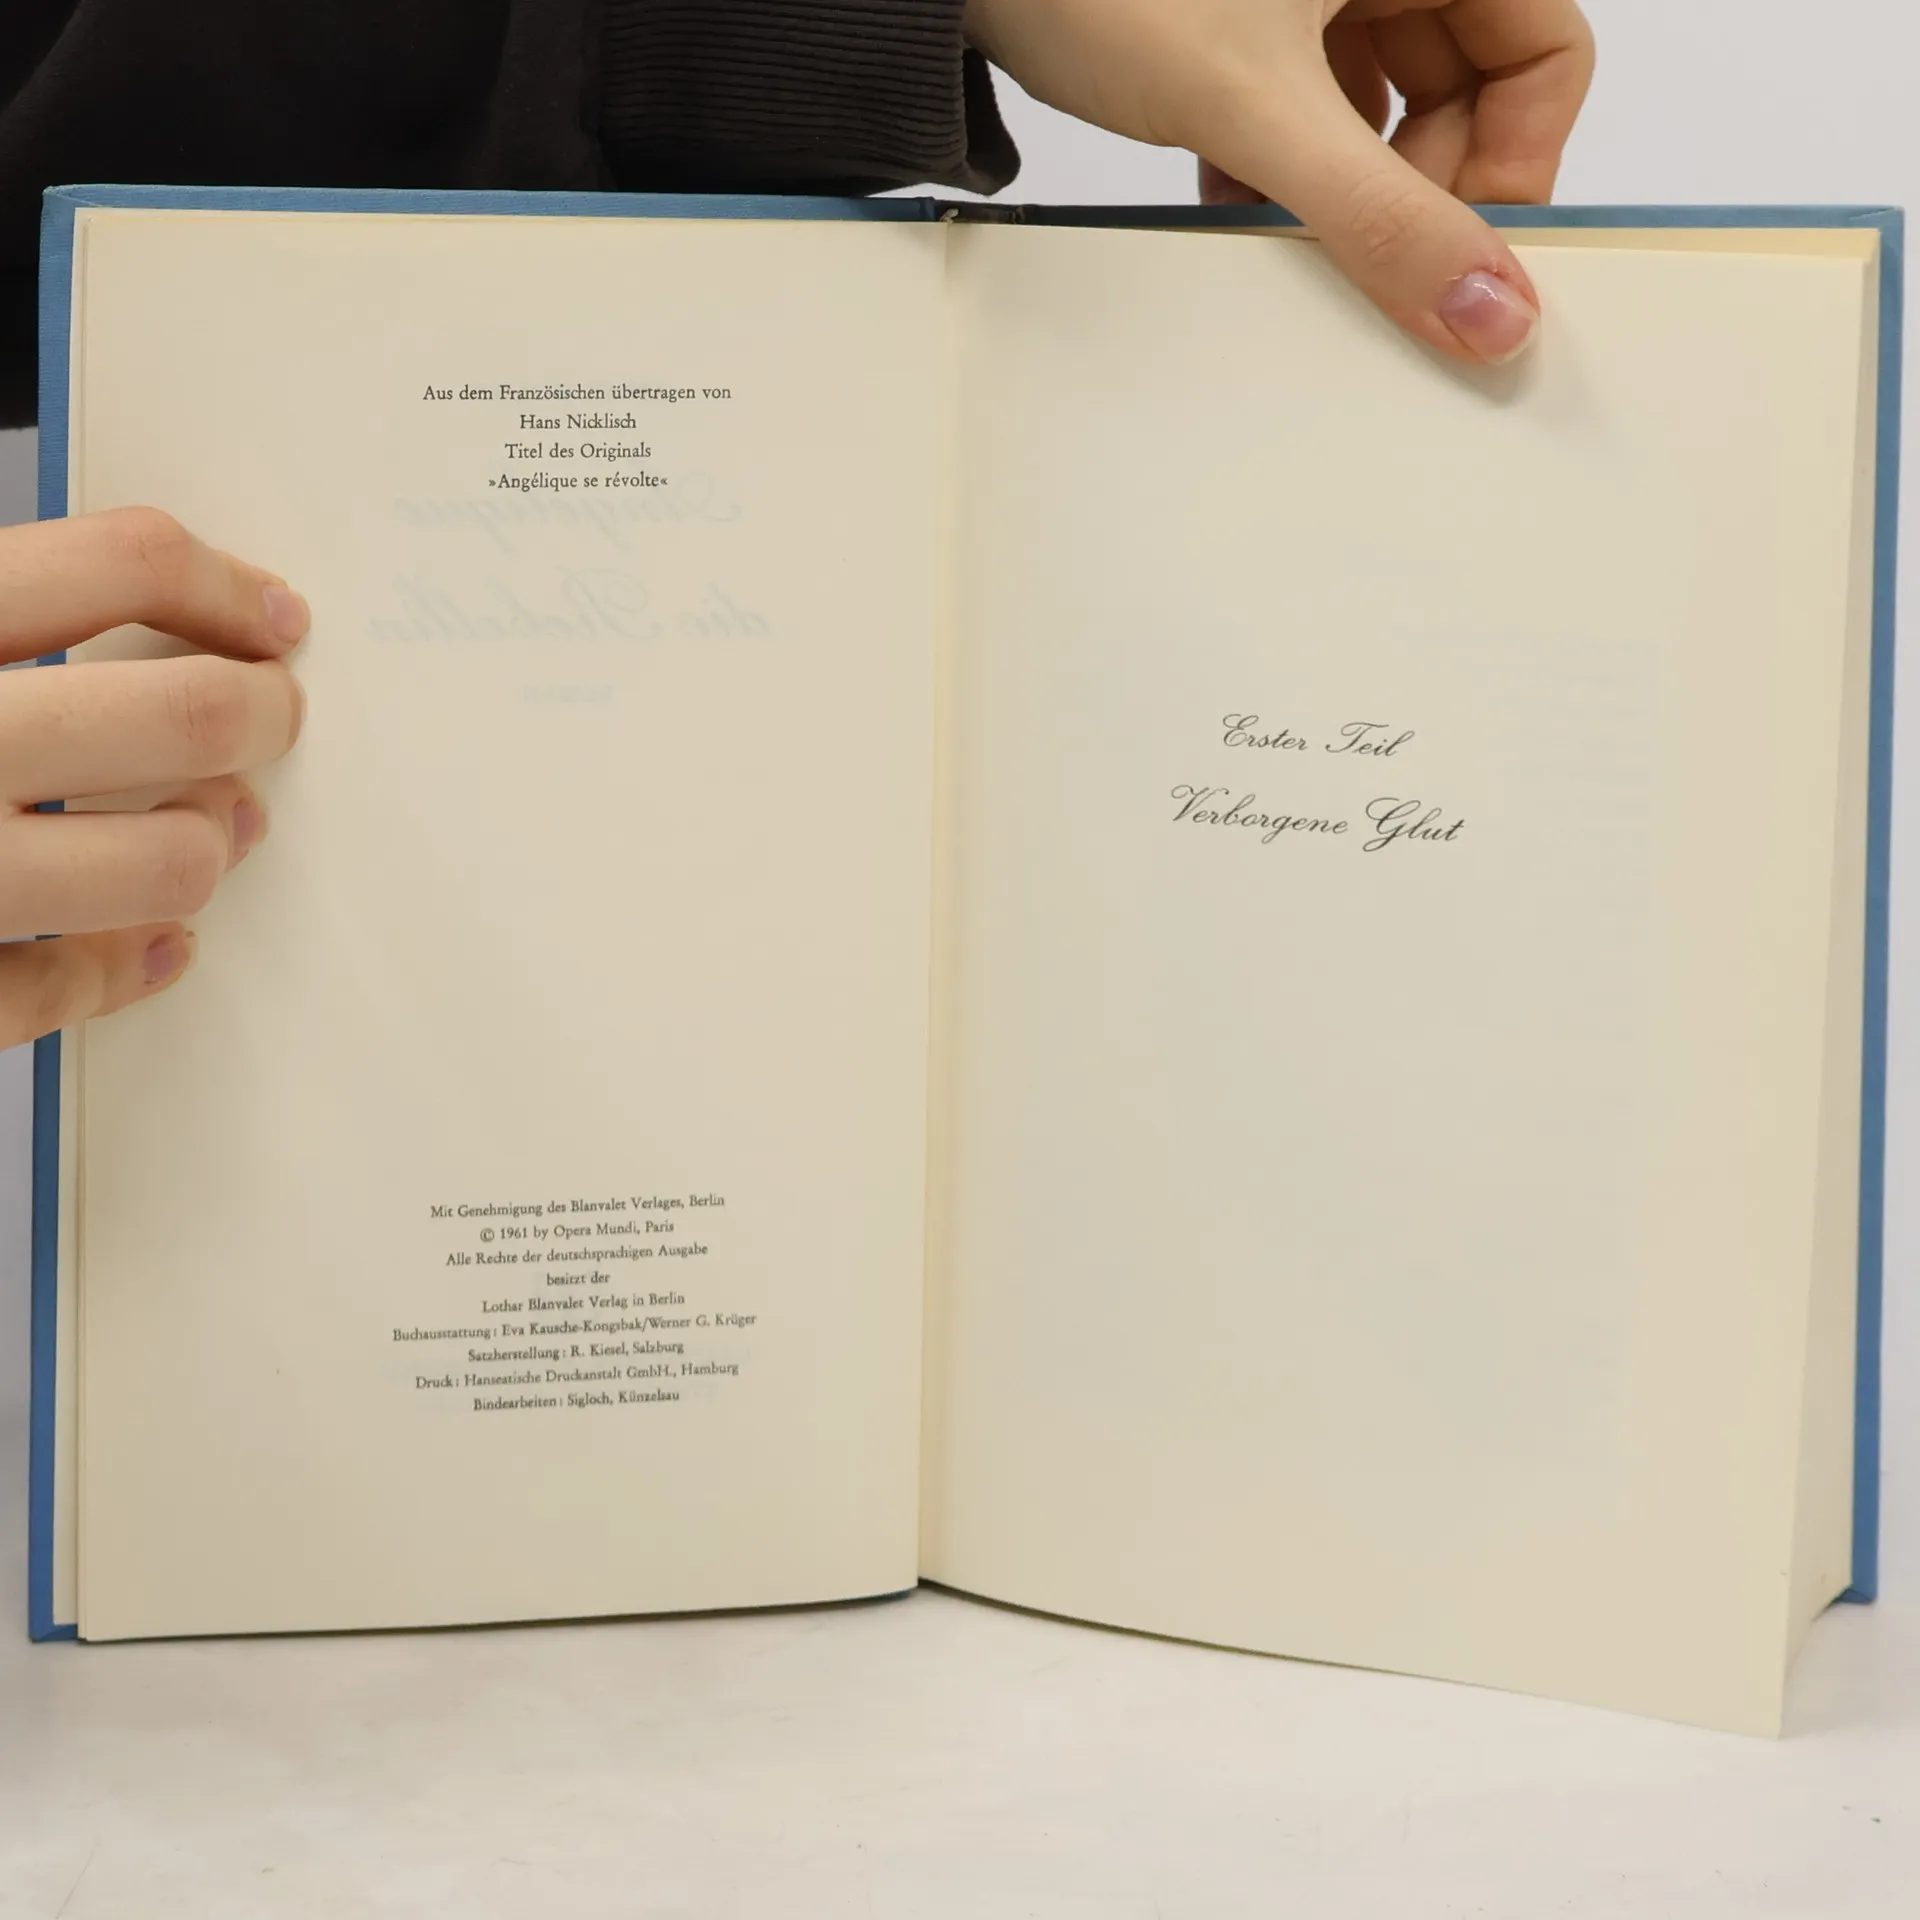 Aus dem Französischen übertragen von
Hans Nicklisch
Titel des Originals
»Angélique se révolte«
Angélique
die Rebellin
Mit Genehmigung des Blanvalet Verlages, Berlin
© 1961 by Opera Mundi, Paris
Alle Rechte der deutschsprachigen Ausgabe
besitzt der
Lothar Blanvalet Verlag in Berlin
Buchausstattung: Eva Kausche-Kongsbak/Werner G. Krüger
Satzherstellung: R. Kiesel, Salzburg
Druck: Hanseatische Druckanstalt GmbH., Hamburg
Bindearbeiten: Sigloch, Künzelsau
Erster Teil
Verborgene Glut